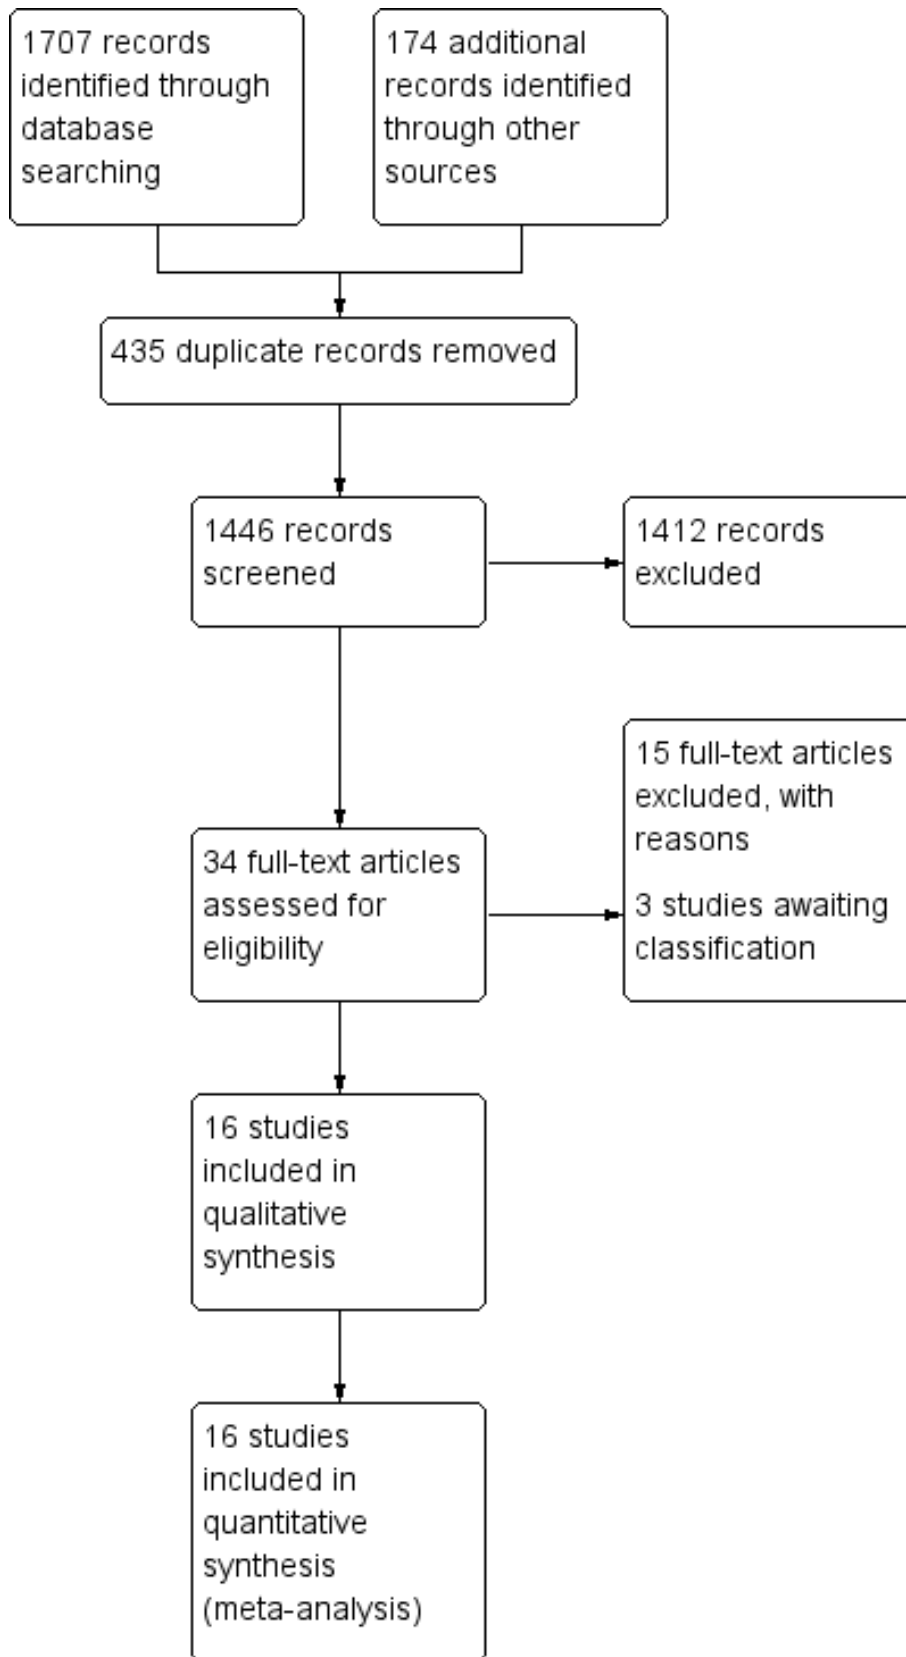 1707 records
identified through
database
searching
174 additional
records identified
through other
sources
435 duplicate records removed
1446 records
screened
1412 records
excluded
34 full-text articles
assessed for
eligibility
15 full-text articles
excluded, with
reasons
3 studies awaiting
classification
16 studies
included in
qualitative
synthesis
16 studies
included in
quantitative
synthesis
(meta-analysis)